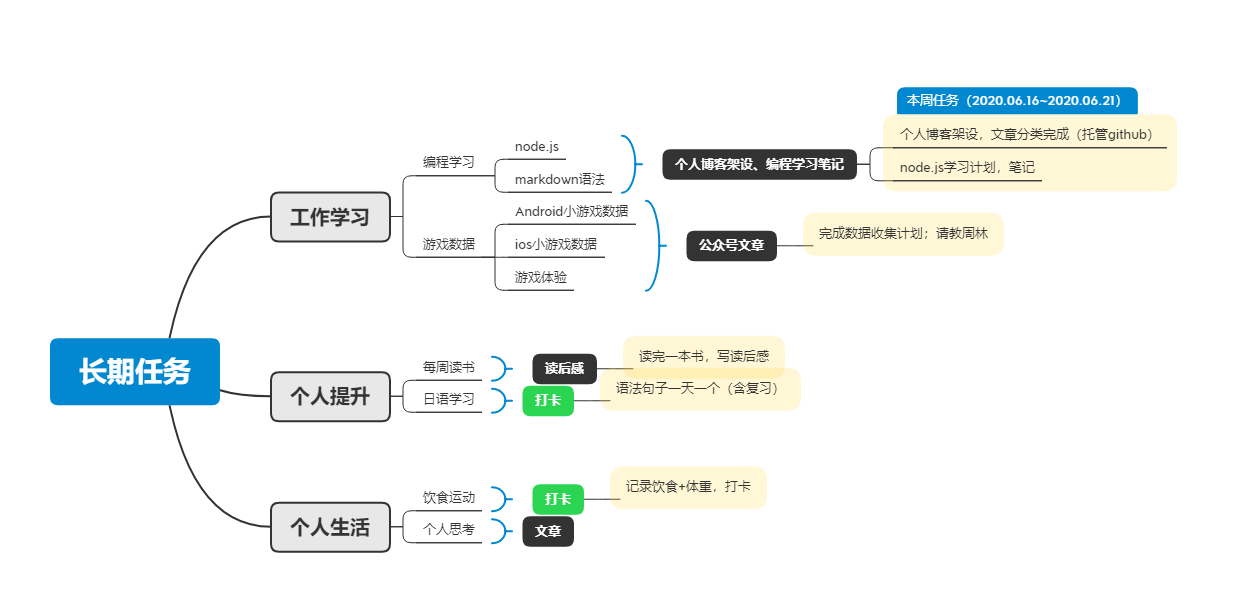 长期任务
工作学习
编程学习
node.js
markdown语法
个人博客架设、编程学习笔记
本周任务（2020.06.16~2020.06.21）
个人博客架设，文章分类完成（托管github）
node.js学习计划，笔记
游戏数据
Android小游戏数据
ios小游戏数据
游戏体验
公众号文章
完成数据收集计划；请教周林
个人提升
每周读书
读后感
读完一本书，写读后感
日语学习
打卡
语法句子一天一个（含复习）
个人生活
饮食运动
打卡
记录饮食+体重，打卡
个人思考
文章